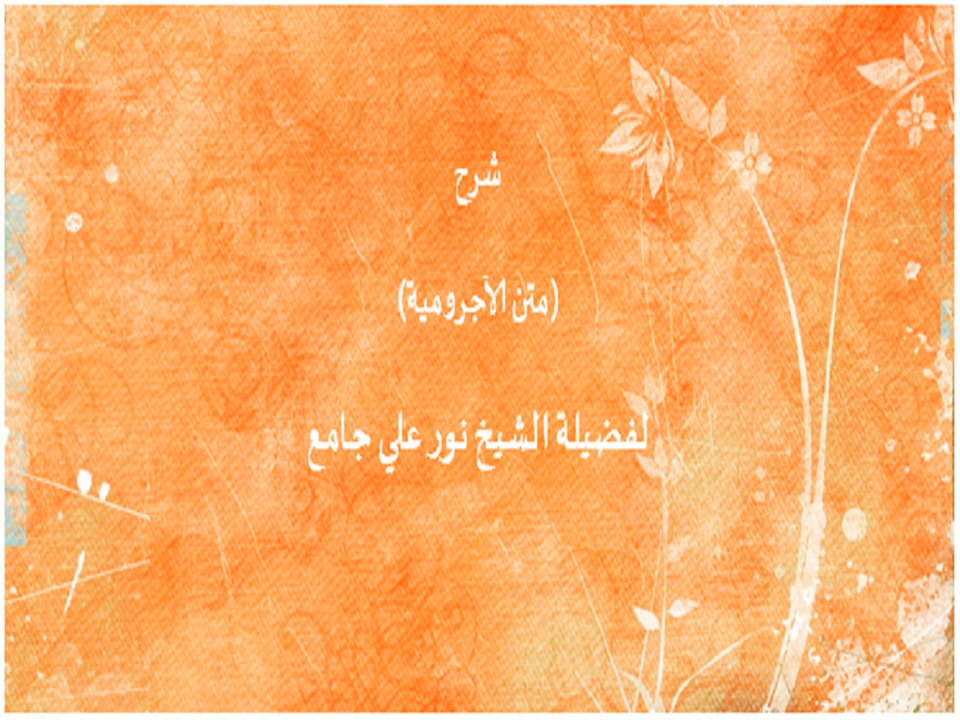 شرح
(متن الآجرومية)
لفضيلة الشيخ نور علي جامع